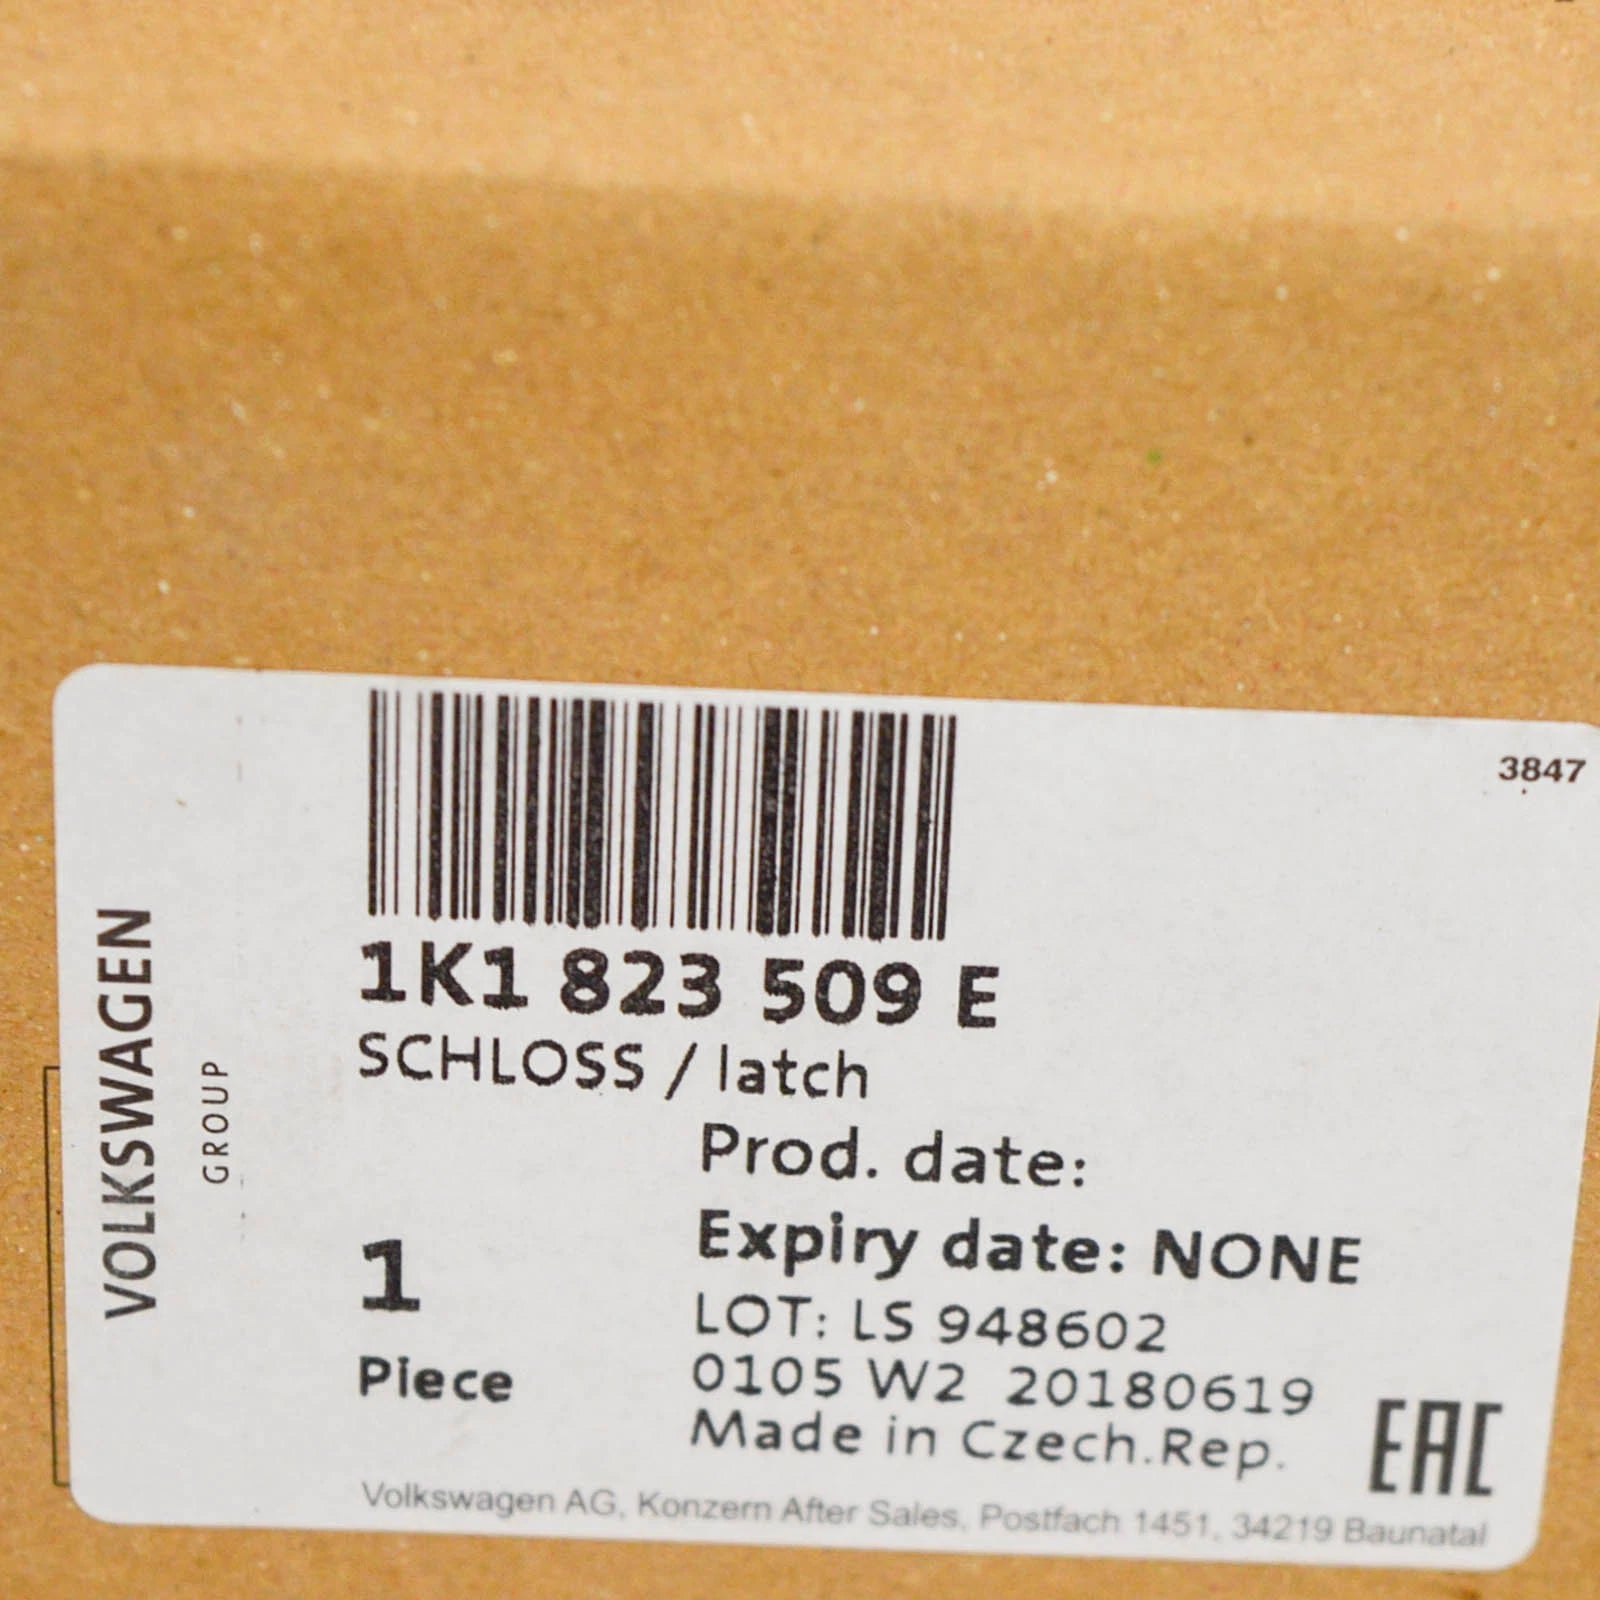 3847
VOLKSWAGEN
GROUP
1K1 823 509 E
SCHLOSS / latch
Prod. date:
Expiry date: NONE
1
Piece
LOT: LS 948602
0105 W2 20180619
Made in Czech.Rep.
EAC
Volkswagen AG, Konzern After Sales, Postfach 1451, 34219 Baunatal